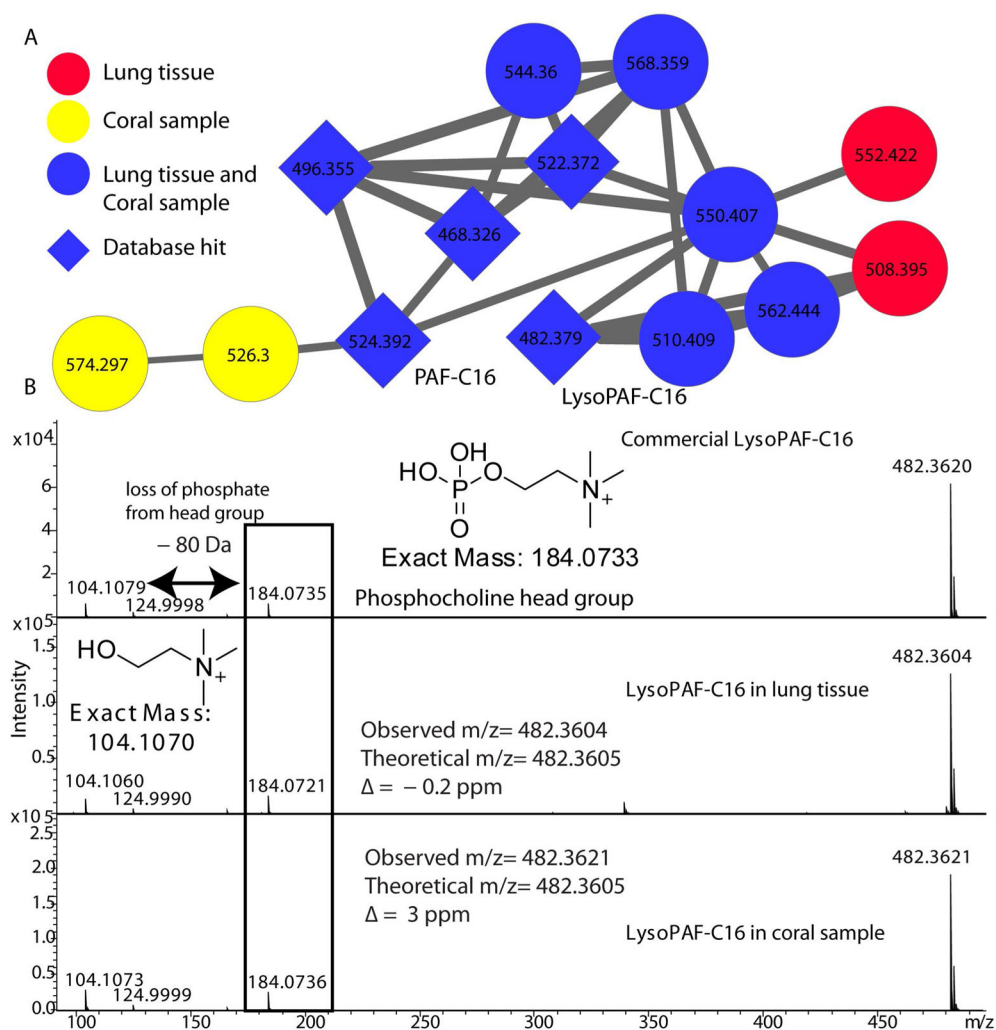 A
Lung tissue
Coral sample
Lung tissue and
Coral sample
Database hit
544.36
568.359
496.355
522.372
552.422
468.326
550.407
508.395
574.297
526.3
524.392
482.379
510.409
562.444
PAF-C16
LysoPAF-C16
B
x10⁴
6
4
2
loss of phosphate
from head group
− 80 Da
104.1079
124.9998
184.0735
HO
OH
P
O
O
N
+
Exact Mass: 184.0733
Phosphocholine head group
Commercial LysoPAF-C16
482.3620
x10⁵
1.5
1.0
0.5
Intensity
HO
N
+
Exact Mass:
104.1070
104.1060
124.9990
184.0721
Observed m/z= 482.3604
Theoretical m/z= 482.3605
Δ = − 0.2 ppm
LysoPAF-C16 in lung tissue
482.3604
x10⁵
2.5
2.0
1.5
1.0
0.5
0.0
104.1073
124.9999
184.0736
Observed m/z= 482.3621
Theoretical m/z= 482.3605
Δ = 3 ppm
LysoPAF-C16 in coral sample
482.3621
100 150 200 250 300 350 400 450 m/z